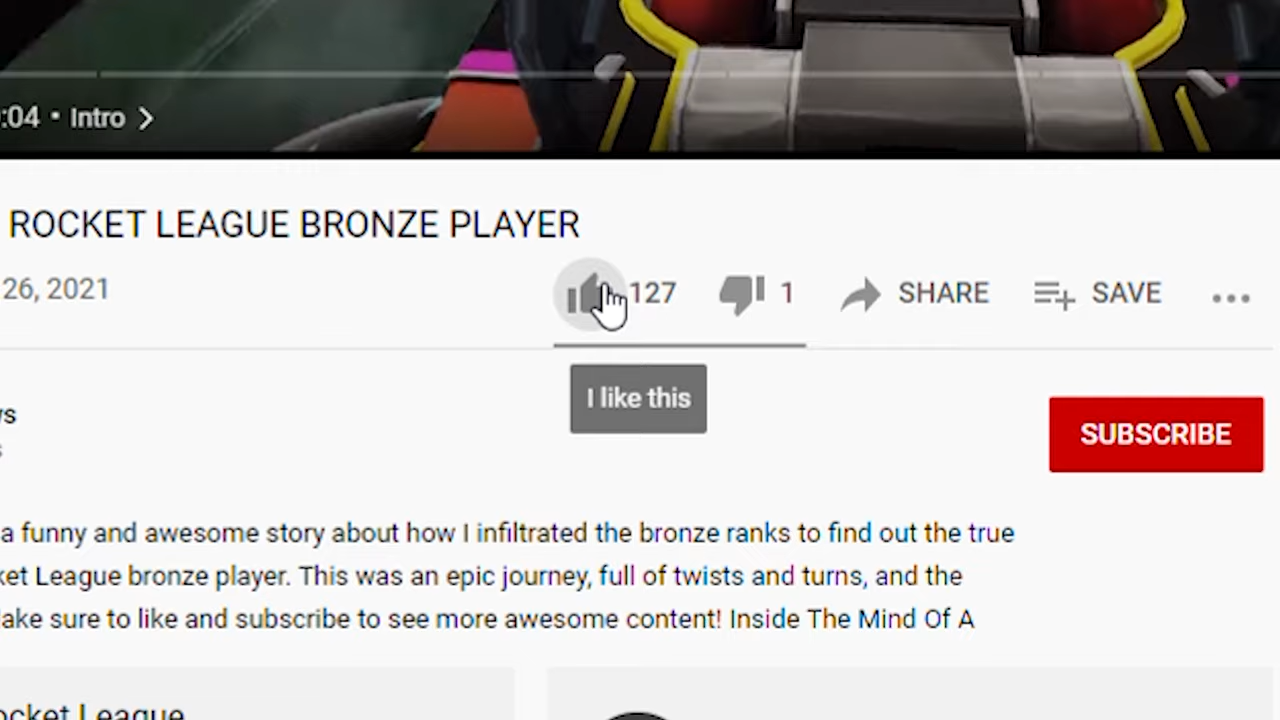 :04 • Intro
ROCKET LEAGUE BRONZE PLAYER
26, 2021
127
1
SHARE
SAVE
I like this
SUBSCRIBE
a funny and awesome story about how I infiltrated the bronze ranks to find out the true
ket League bronze player. This was an epic journey, full of twists and turns, and the
ake sure to like and subscribe to see more awesome content! Inside The Mind Of A
ocket League